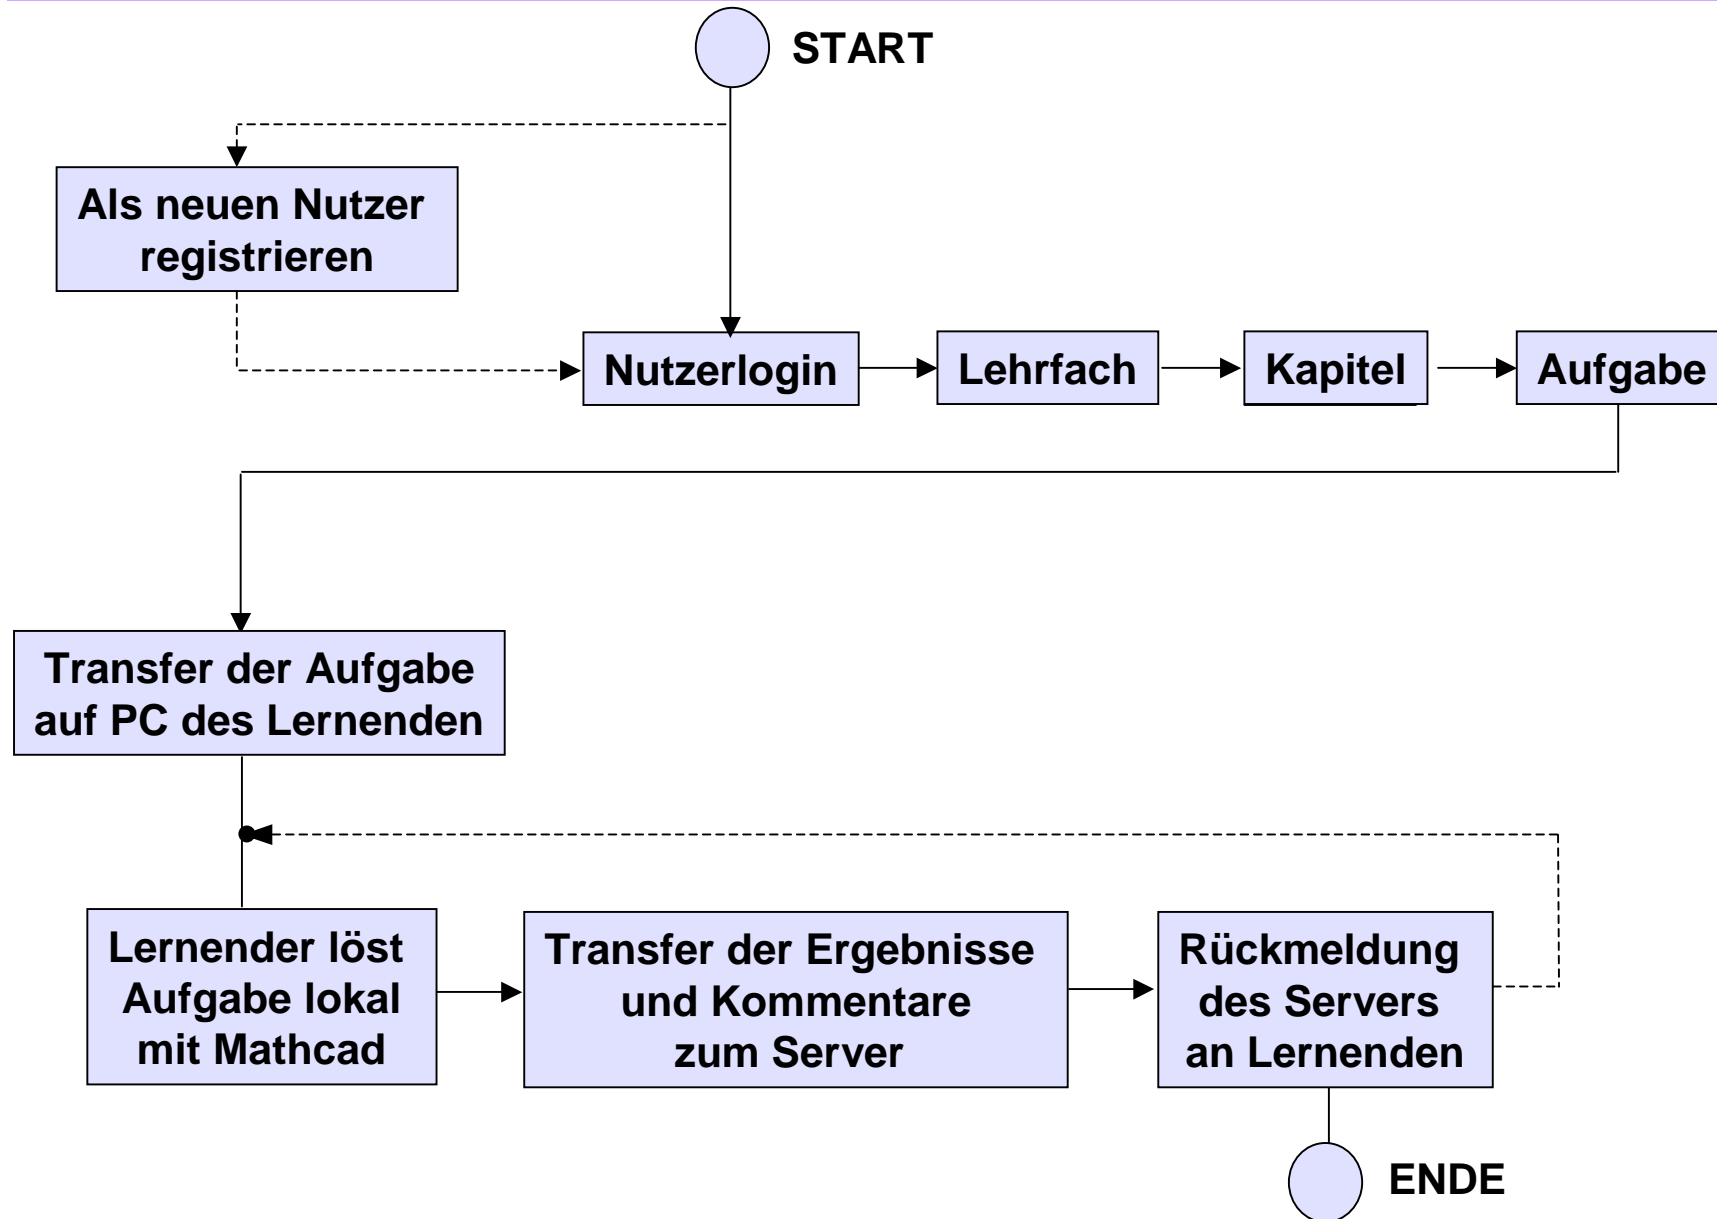 START
Als neuen Nutzer
registrieren
Nutzerlogin
Lehrfach
Kapitel
Aufgabe
Transfer der Aufgabe
auf PC des Lernenden
Lernender löst
Aufgabe lokal
mit Mathcad
Transfer der Ergebnisse
und Kommentare
zum Server
Rückmeldung
des Servers
an Lernenden
ENDE